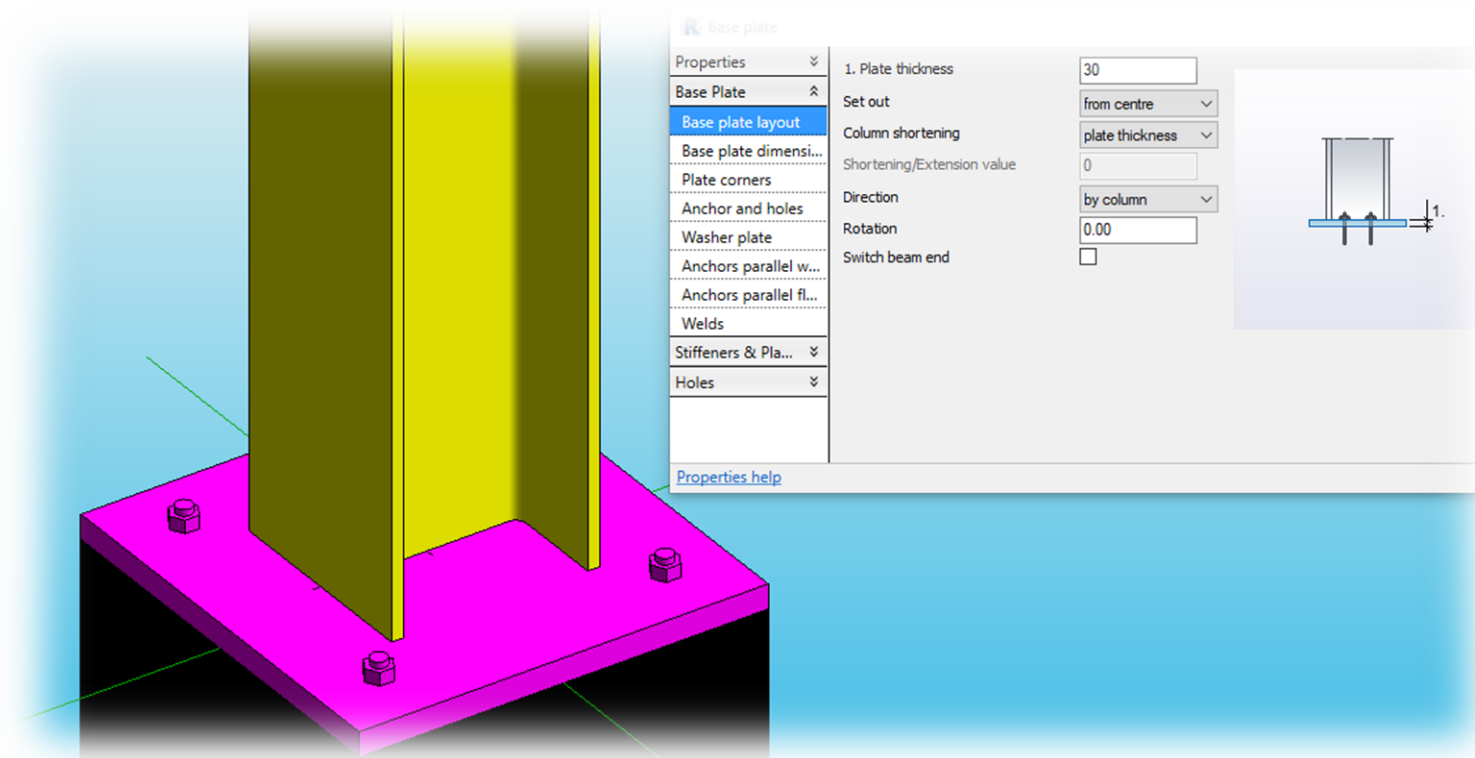 Base plate
Properties
Base Plate
Base plate layout
Base plate dimensi...
Plate corners
Anchor and holes
Washer plate
Anchors parallel w...
Anchors parallel fl...
Welds
Stiffeners & Pla...
Holes
1. Plate thickness 30
Set out from centre
Column shortening plate thickness
Shortening/Extension value 0
Direction by column
Rotation 0.00
Switch beam end
1.
Properties help